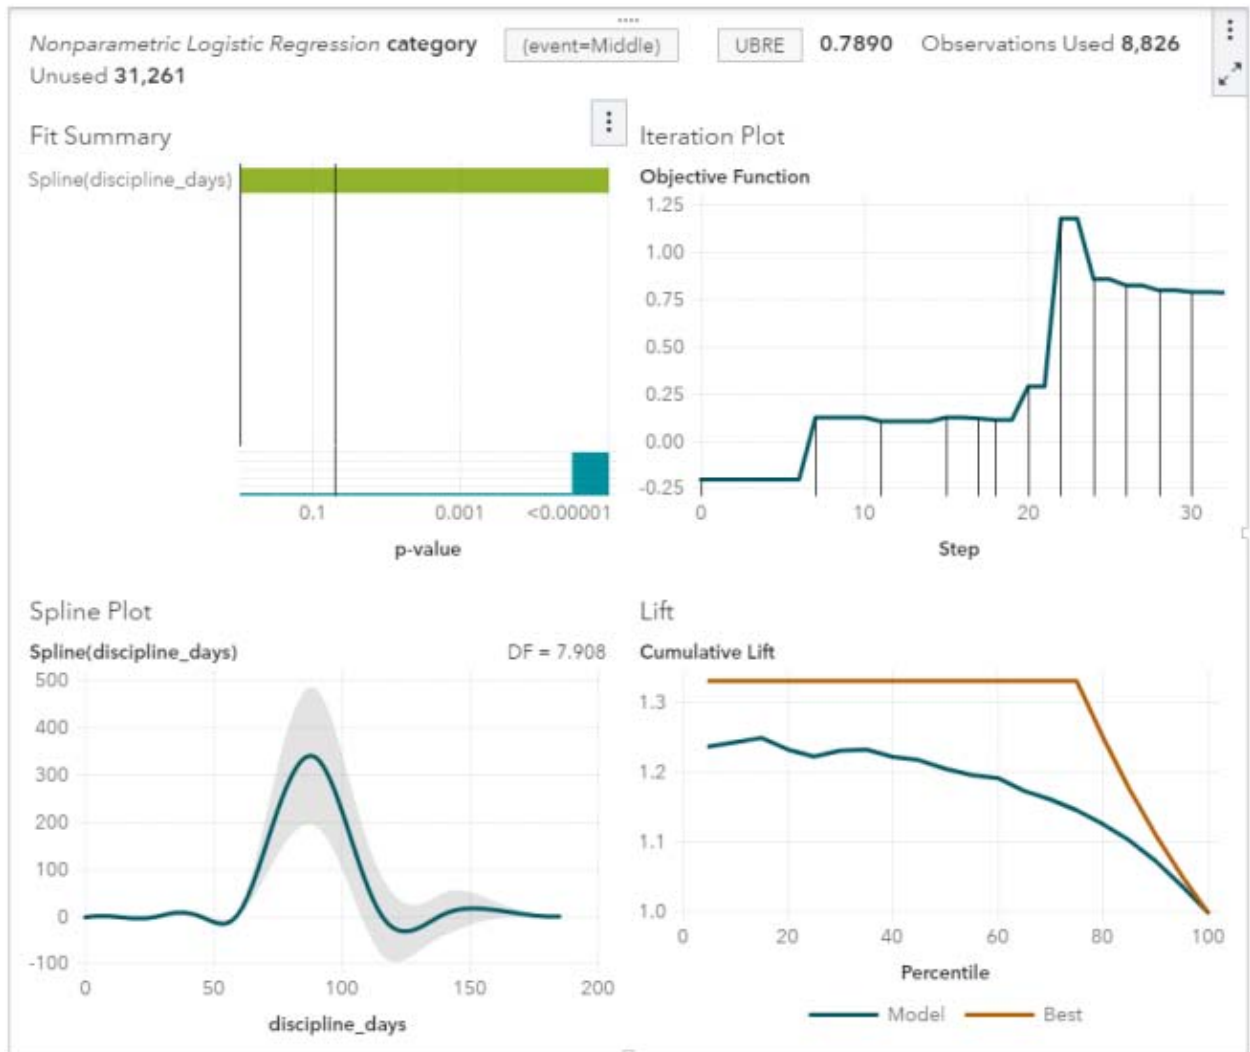 Nonparametric Logistic Regression category (event=Middle) UBRE 0.7890 Observations Used 8,826
Unused 31,261
Fit Summary
Spline(discipline_days)
0.1 0.001 <0.00001
p-value
Iteration Plot
Objective Function
1.25
1.00
0.75
0.50
0.25
0.00
-0.25
0 10 20 30
Step
Spline Plot
Spline(discipline_days) DF = 7.908
500
400
300
200
100
0
-100
0 50 100 150 200
discipline_days
Lift
Cumulative Lift
1.3
1.2
1.1
1.0
0 20 40 60 80 100
Percentile
Model Best